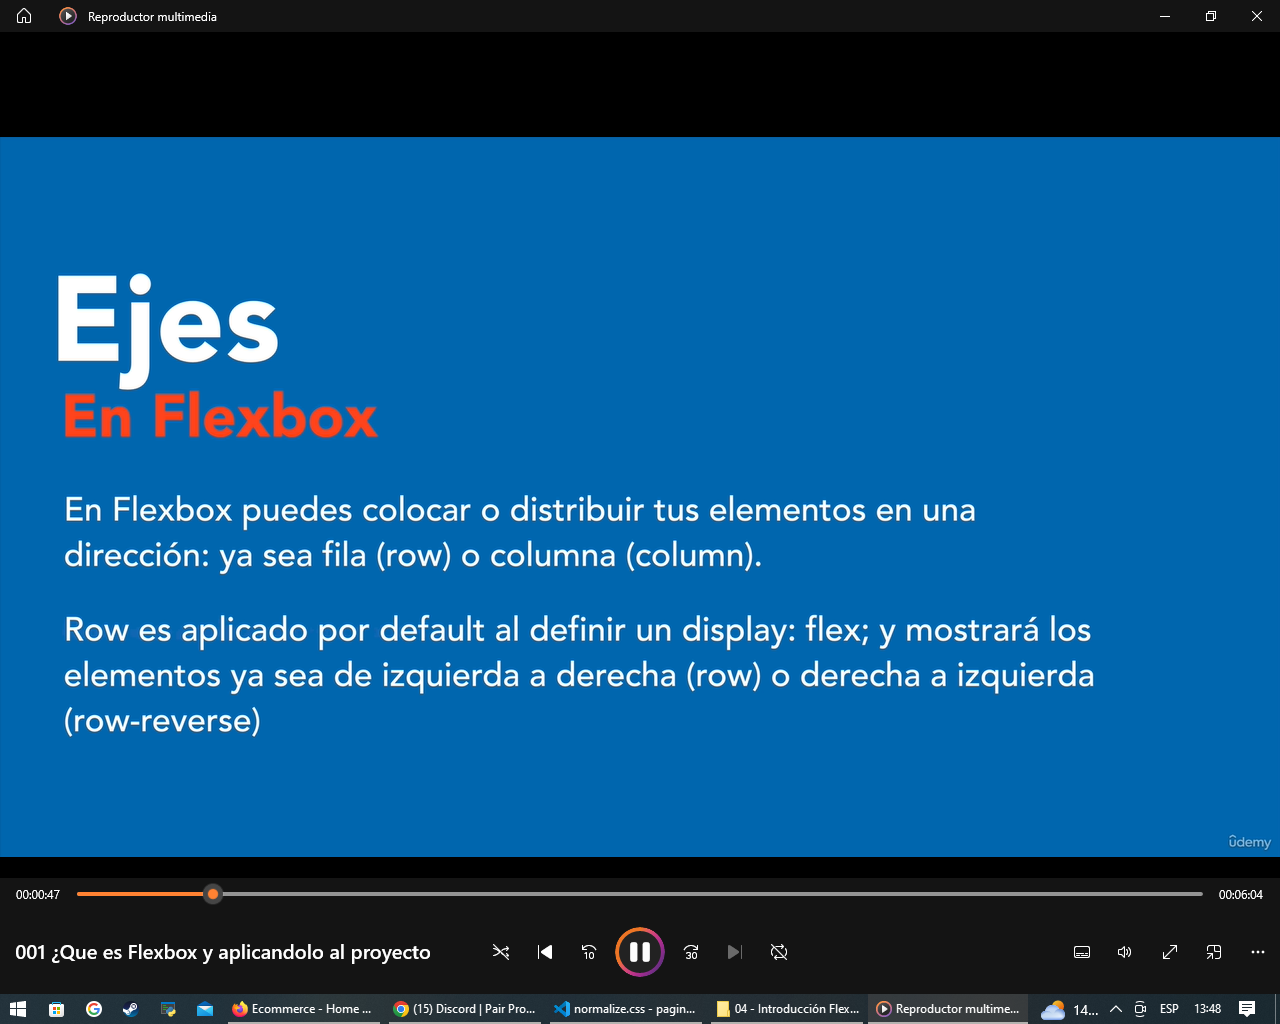 Reproductor multimedia
Ejes
En Flexbox
En Flexbox puedes colocar o distribuir tus elementos en una
dirección: ya sea fila (row) o columna (column).
Row es aplicado por default al definir un display: flex; y mostrará los
elementos ya sea de izquierda a derecha (row) o derecha a izquierda
(row-reverse)
ûdemy
00:00:47
00:06:04
001 ¿Que es Flexbox y aplicandolo al proyecto
10
30
Ecommerce - Home ...
(15) Discord | Pair Pro...
normalize.css - pagin...
04 - Introducción Flex...
Reproductor multime...
14...
ESP
13:48